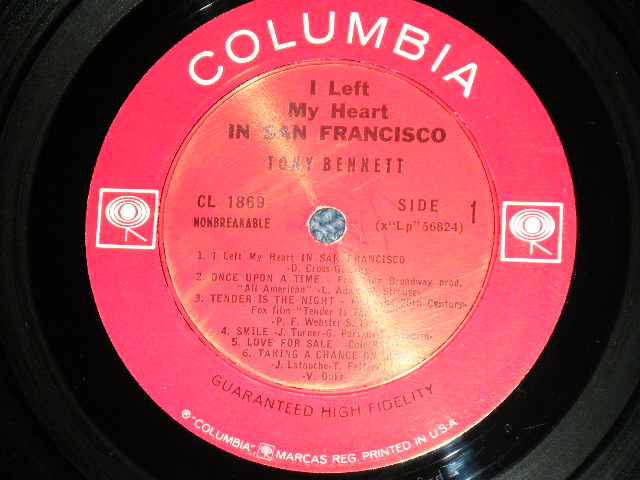 COLUMBIA
I Left
My Heart
IN SAN FRANCISCO
TONY BENNETT
CL 1869
SIDE 1
NONBREAKABLE
(x"Lp"56824)
1. I Left My Heart IN SAN FRANCISCO
-D. Cross-G.
2. ONCE UPON A TIME - the Broadway prod.
"All American" -L.
3. TENDER IS THE NIGHT - 20th Century-
Fox film "Tender Is
-P. F. Webster-S.
4. SMILE -J. Turner-G.
5. LOVE FOR SALE
6. TAKING A CHANCE ON
-J. Latouche-T.
-V. Duke-
GUARANTEED HIGH FIDELITY
® "COLUMBIA" MARCAS REG. PRINTED IN U.S.A.